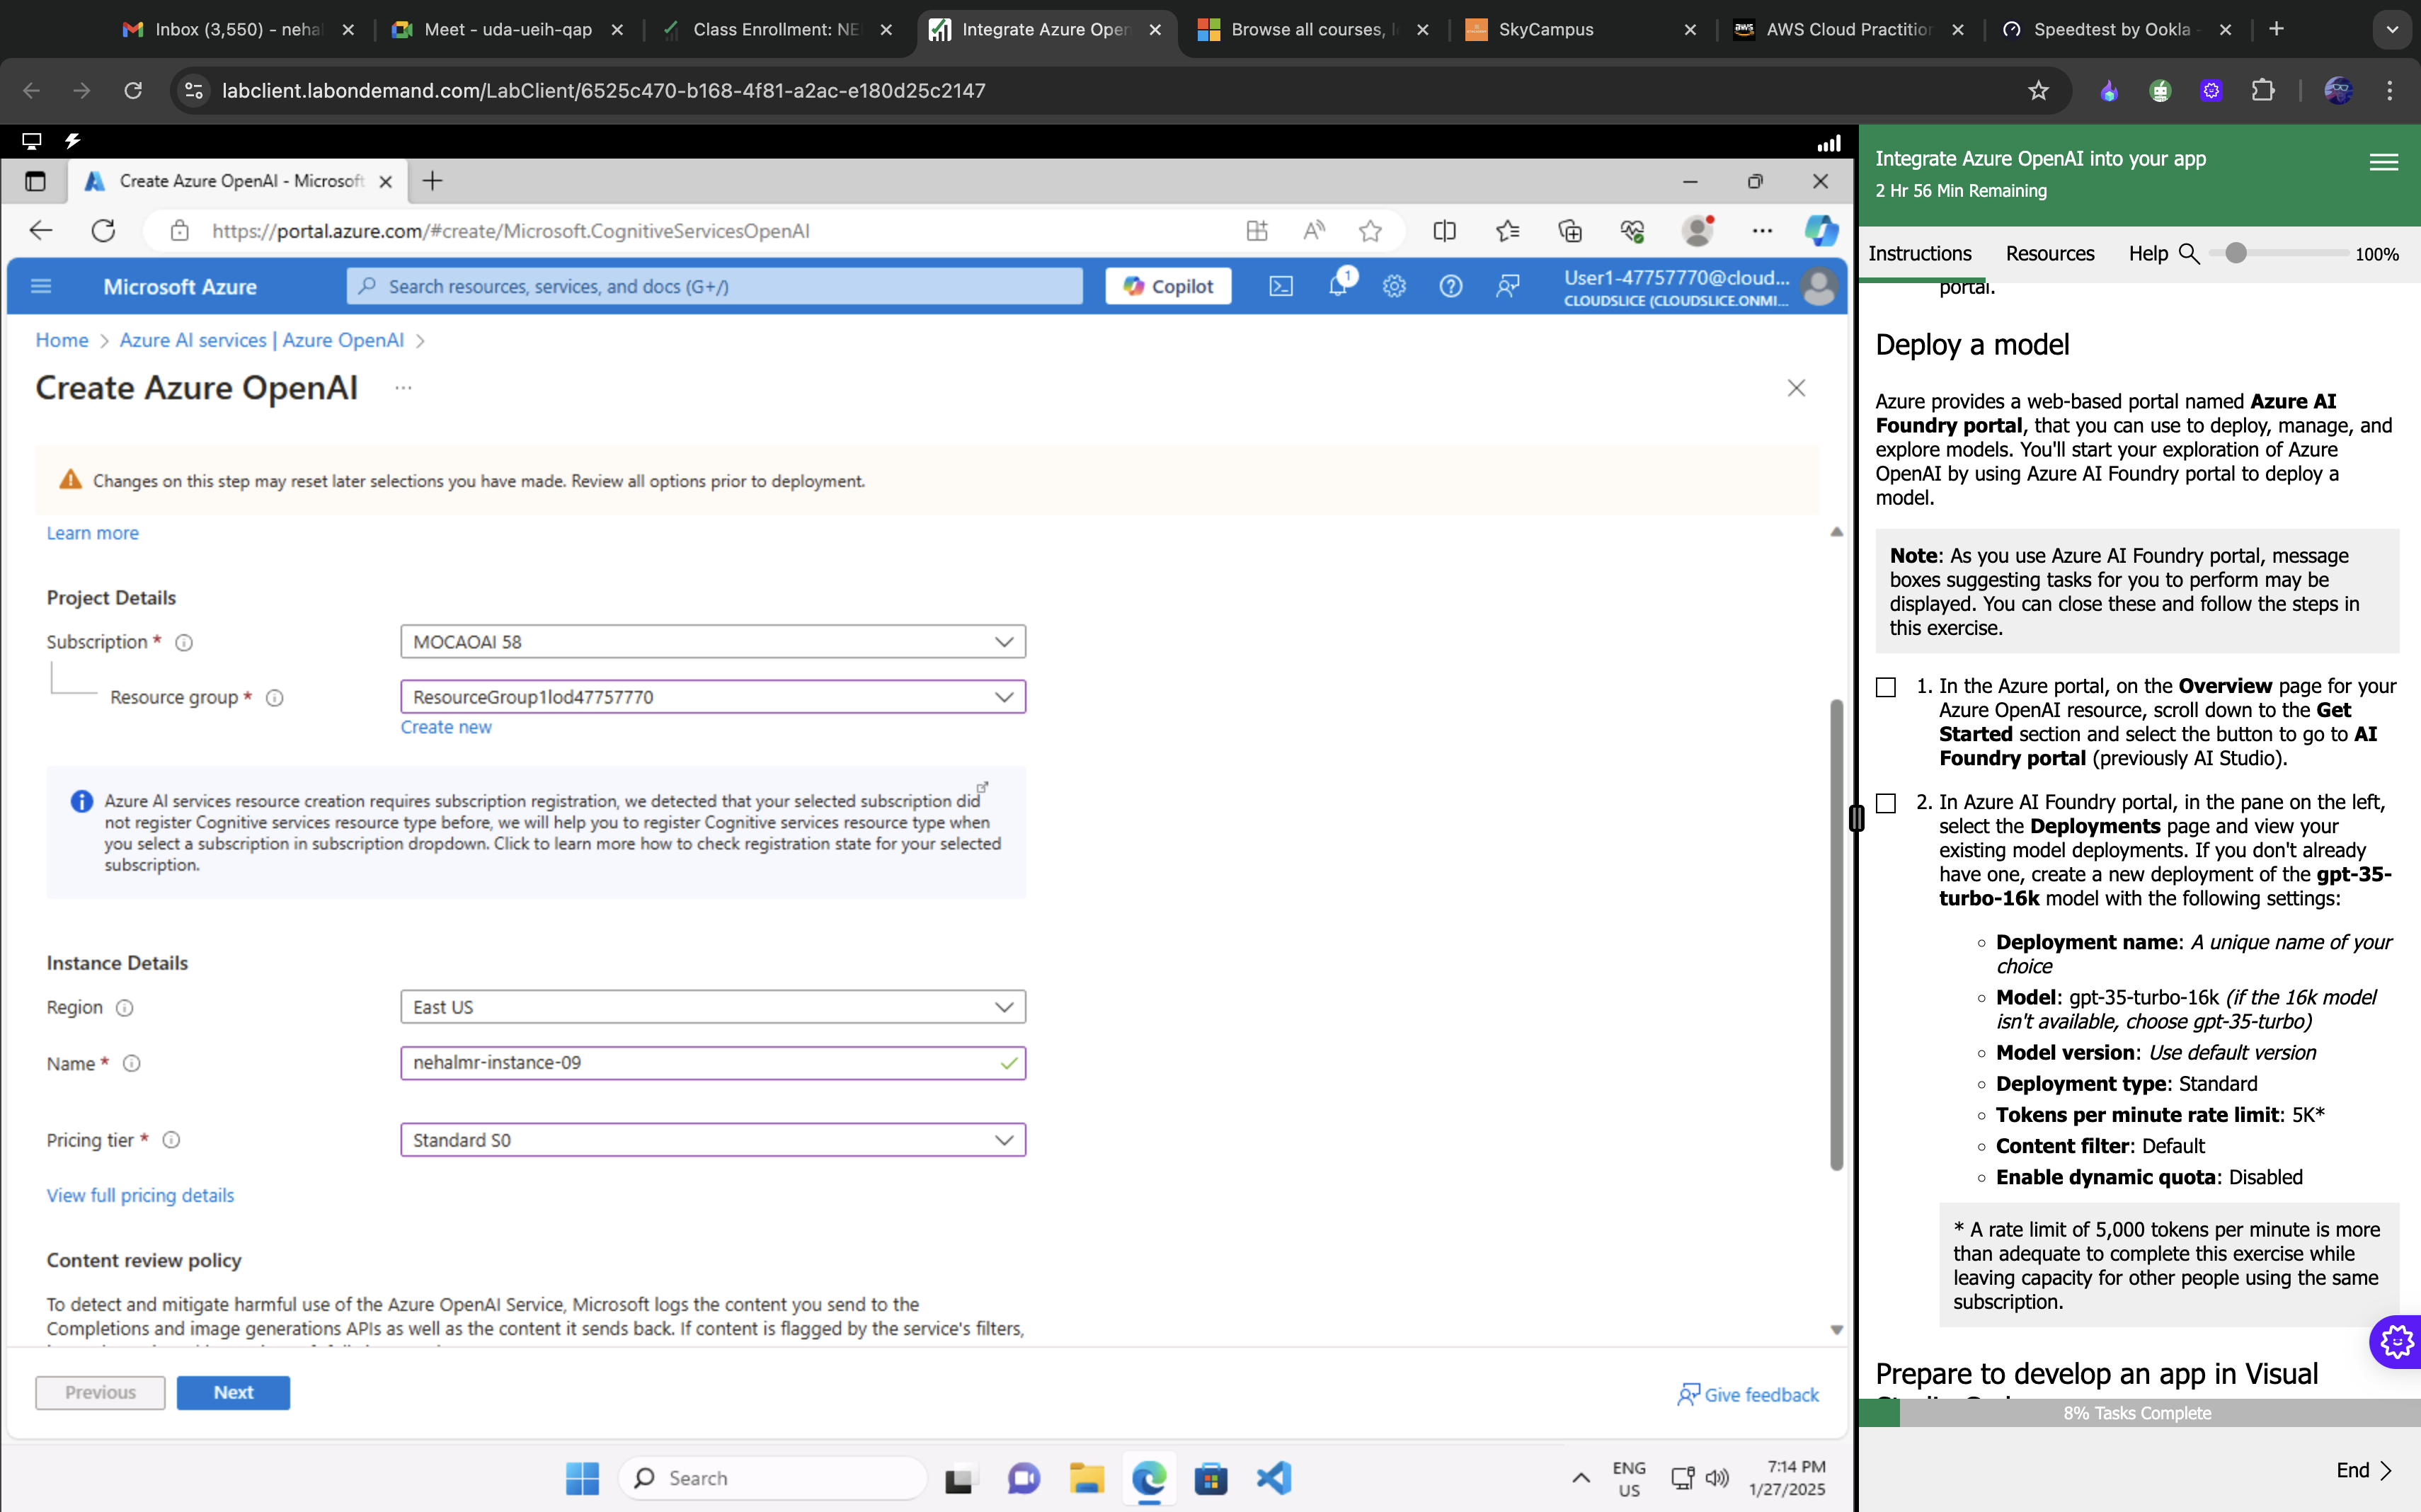 Inbox (3,550) - neha
Meet - uda-ueih-qap
Class Enrollment: NE
Integrate Azure Open
Browse all courses, l
SkyCampus
aws
AWS Cloud Practition
Speedtest by Ookla -
labclient.labondemand.com/LabClient/6525c470-b168-4f81-a2ac-e180d25c2147
Create Azure OpenAI - Microsoft
https://portal.azure.com/#create/Microsoft.CognitiveServicesOpenAI
Microsoft Azure
Search resources, services, and docs (G+/)
Copilot
1
User1-47757770@cloud...
CLOUDSLICE (CLOUDSLICE.ONMI...
Home > Azure AI services | Azure OpenAI >
Create Azure OpenAI ...
Changes on this step may reset later selections you have made. Review all options prior to deployment.
Learn more
Project Details
Subscription *
MOCAOAI 58
Resource group *
ResourceGroup1lod47757770
Create new
Azure AI services resource creation requires subscription registration, we detected that your selected subscription did
not register Cognitive services resource type before, we will help you to register Cognitive services resource type when
you select a subscription in subscription dropdown. Click to learn more how to check registration state for your selected
subscription.
Instance Details
Region
East US
Name *
nehalmr-instance-09
Pricing tier *
Standard S0
View full pricing details
Content review policy
To detect and mitigate harmful use of the Azure OpenAI Service, Microsoft logs the content you send to the
Completions and image generations APIs as well as the content it sends back. If content is flagged by the service's filters,
Previous
Next
Give feedback
Search
ENG
US
7:14 PM
1/27/2025
Integrate Azure OpenAI into your app
2 Hr 56 Min Remaining
Instructions
Resources
Help
100%
portal.
Deploy a model
Azure provides a web-based portal named Azure AI
Foundry portal, that you can use to deploy, manage, and
explore models. You'll start your exploration of Azure
OpenAI by using Azure AI Foundry portal to deploy a
model.
Note: As you use Azure AI Foundry portal, message
boxes suggesting tasks for you to perform may be
displayed. You can close these and follow the steps in
this exercise.
1. In the Azure portal, on the Overview page for your
Azure OpenAI resource, scroll down to the Get
Started section and select the button to go to AI
Foundry portal (previously AI Studio).
2. In Azure AI Foundry portal, in the pane on the left,
select the Deployments page and view your
existing model deployments. If you don't already
have one, create a new deployment of the gpt-35-
turbo-16k model with the following settings:
Deployment name: A unique name of your
choice
Model: gpt-35-turbo-16k (if the 16k model
isn't available, choose gpt-35-turbo)
Model version: Use default version
Deployment type: Standard
Tokens per minute rate limit: 5K*
Content filter: Default
Enable dynamic quota: Disabled
* A rate limit of 5,000 tokens per minute is more
than adequate to complete this exercise while
leaving capacity for other people using the same
subscription.
Prepare to develop an app in Visual
8% Tasks Complete
End >